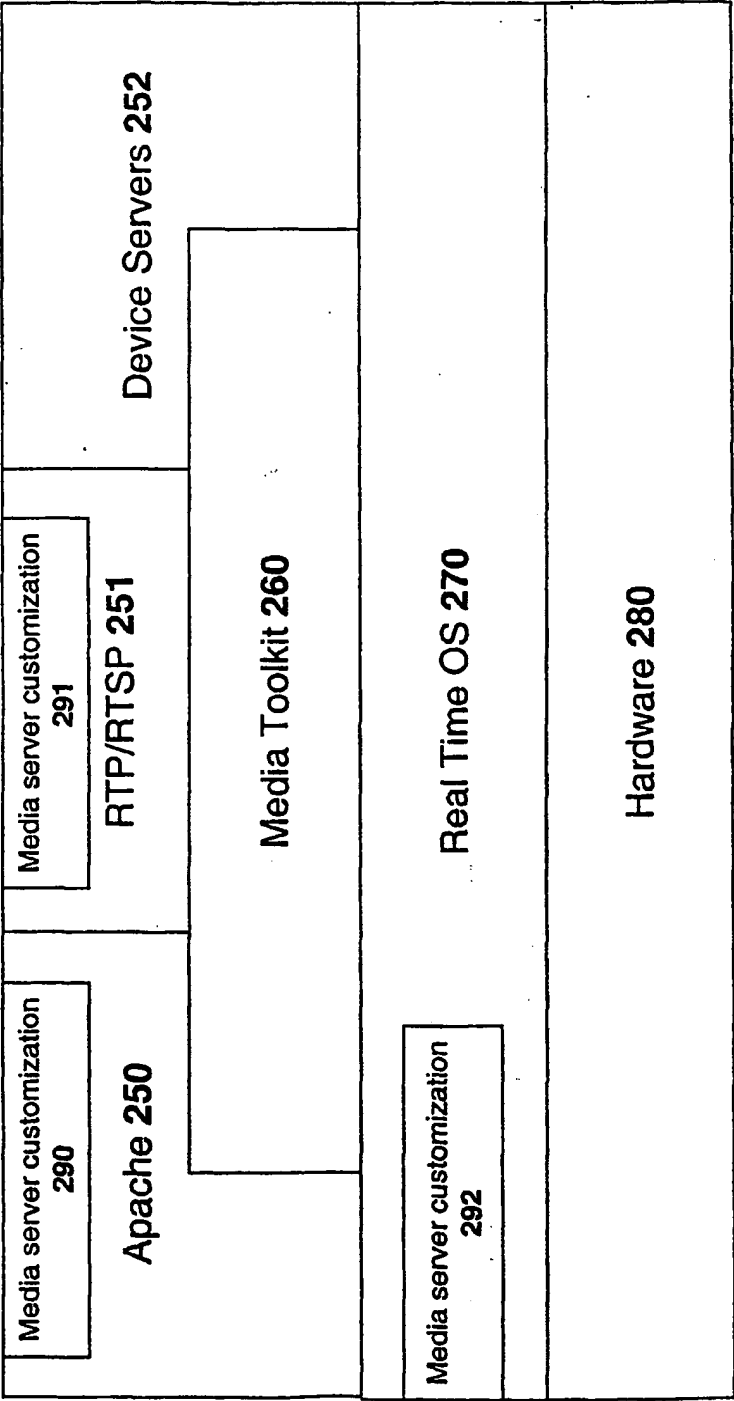 Media server customization
290
Apache 250
Media server customization
291
RTP/RTSP 251
Device Servers 252
Media Toolkit 260
Media server customization
292
Real Time OS 270
Hardware 280